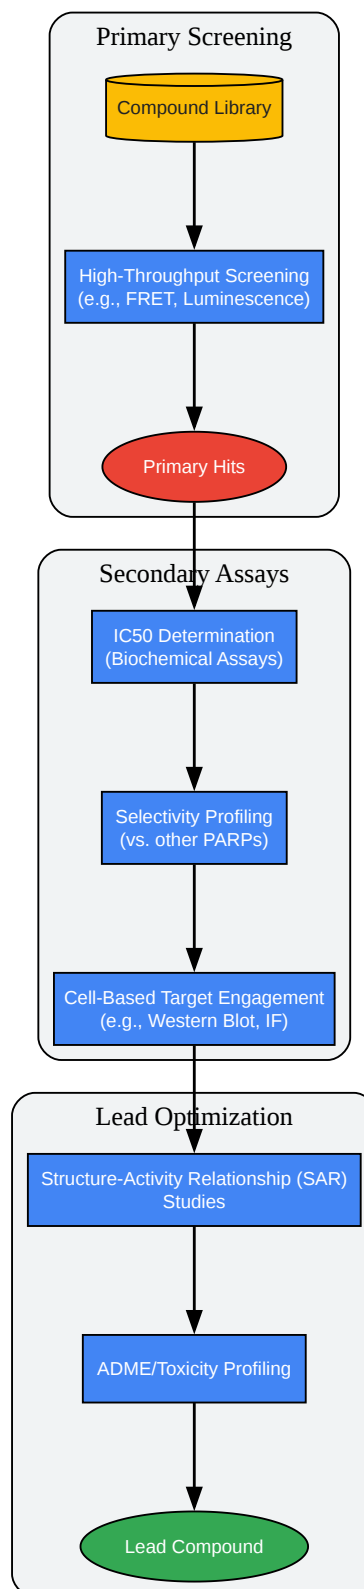 Primary Screening
Compound Library
High-Throughput Screening
(e.g., FRET, Luminescence)
Primary Hits
Secondary Assays
IC50 Determination
(Biochemical Assays)
Selectivity Profiling
(vs. other PARPs)
Cell-Based Target Engagement
(e.g., Western Blot, IF)
Lead Optimization
Structure-Activity Relationship (SAR)
Studies
ADME/Toxicity Profiling
Lead Compound